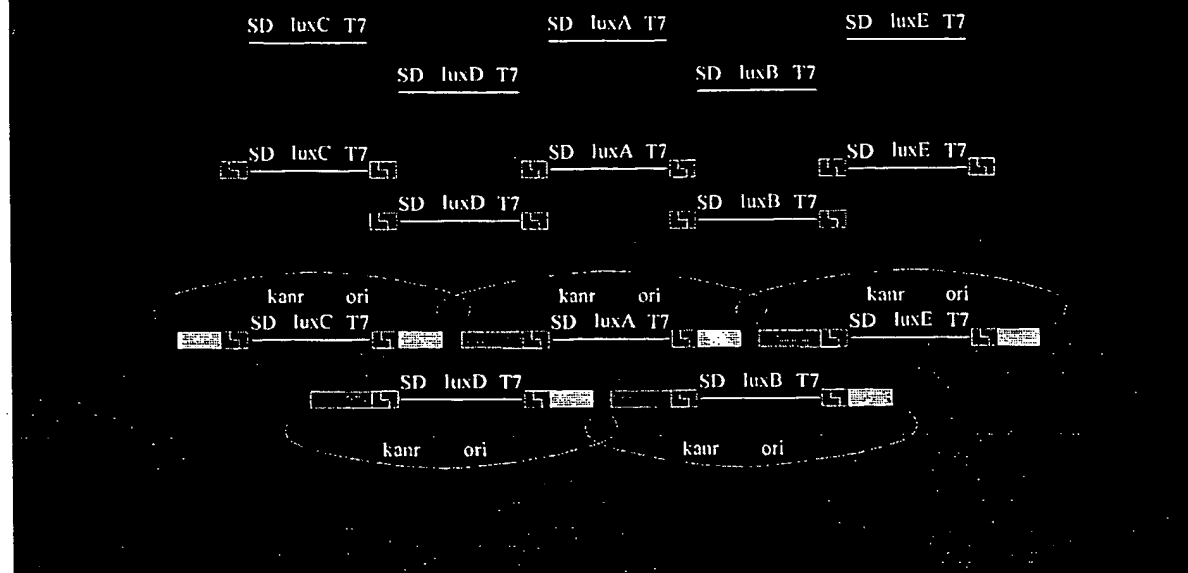 SD luxC T7 SD luxA T7 SD luxE T7
SD luxD T7 SD luxB T7
SD luxC T7 SD luxA T7 SD luxE T7
SD luxD T7 SD luxB T7
kanr ori kanr ori kanr ori
SD luxC T7 SD luxA T7 SD luxE T7
SD luxD T7 SD luxB T7
kanr ori kanr ori